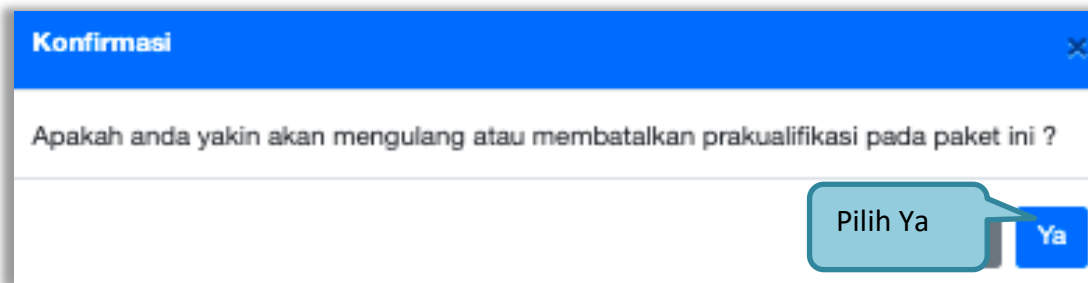 Konfirmasi ×
Apakah anda yakin akan mengulang atau membatalkan prakualifikasi pada paket ini ?
Pilih Ya
Ya